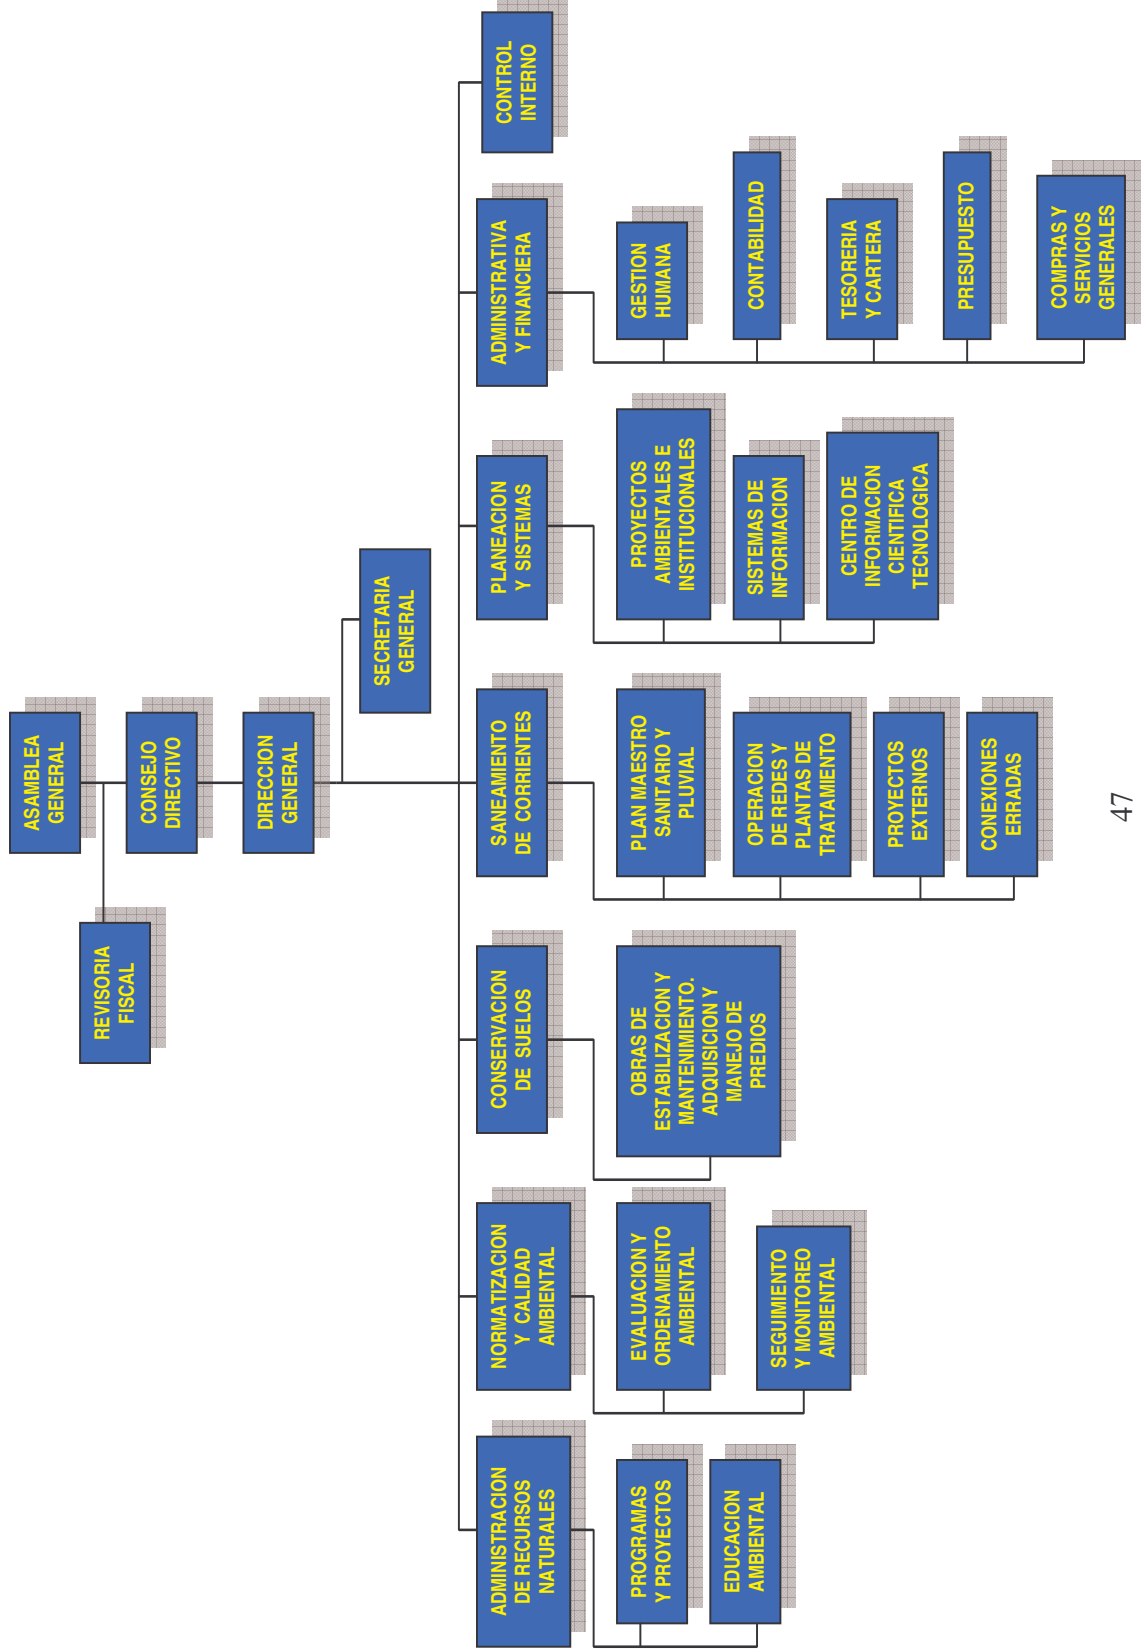 ASAMBLEA
GENERAL
REVISORIA
FISCAL
CONSEJO
DIRECTIVO
DIRECCION
GENERAL
SECRETARIA
GENERAL
ADMINISTRACION
DE RECURSOS
NATURALES
NORMATIZACION
Y CALIDAD
AMBIENTAL
CONSERVACION
DE SUELOS
SANEAMIENTO
DE CORRIENTES
PLANEACION
Y SISTEMAS
ADMINISTRATIVA
Y FINANCIERA
CONTROL
INTERNO
PROGRAMAS
Y PROYECTOS
EDUCACION
AMBIENTAL
EVALUACION Y
ORDENAMIENTO
AMBIENTAL
SEGUIMIENTO
Y MONITOREO
AMBIENTAL
OBRAS DE
ESTABILIZACION Y
MANTENIMIENTO.
ADQUISICION Y
MANEJO DE
PREDIOS
PLAN MAESTRO
SANITARIO Y
PLUVIAL
OPERACION
DE REDES Y
PLANTAS DE
TRATAMIENTO
PROYECTOS
EXTERNOS
CONEXIONES
ERRADAS
PROYECTOS
AMBIENTALES E
INSTITUCIONALES
SISTEMAS DE
INFORMACION
CENTRO DE
INFORMACION
CIENTIFICA
TECNOLOGICA
GESTION
HUMANA
CONTABILIDAD
TESORERIA
Y CARTERA
PRESUPUESTO
COMPRAS Y
SERVICIOS
GENERALES
47